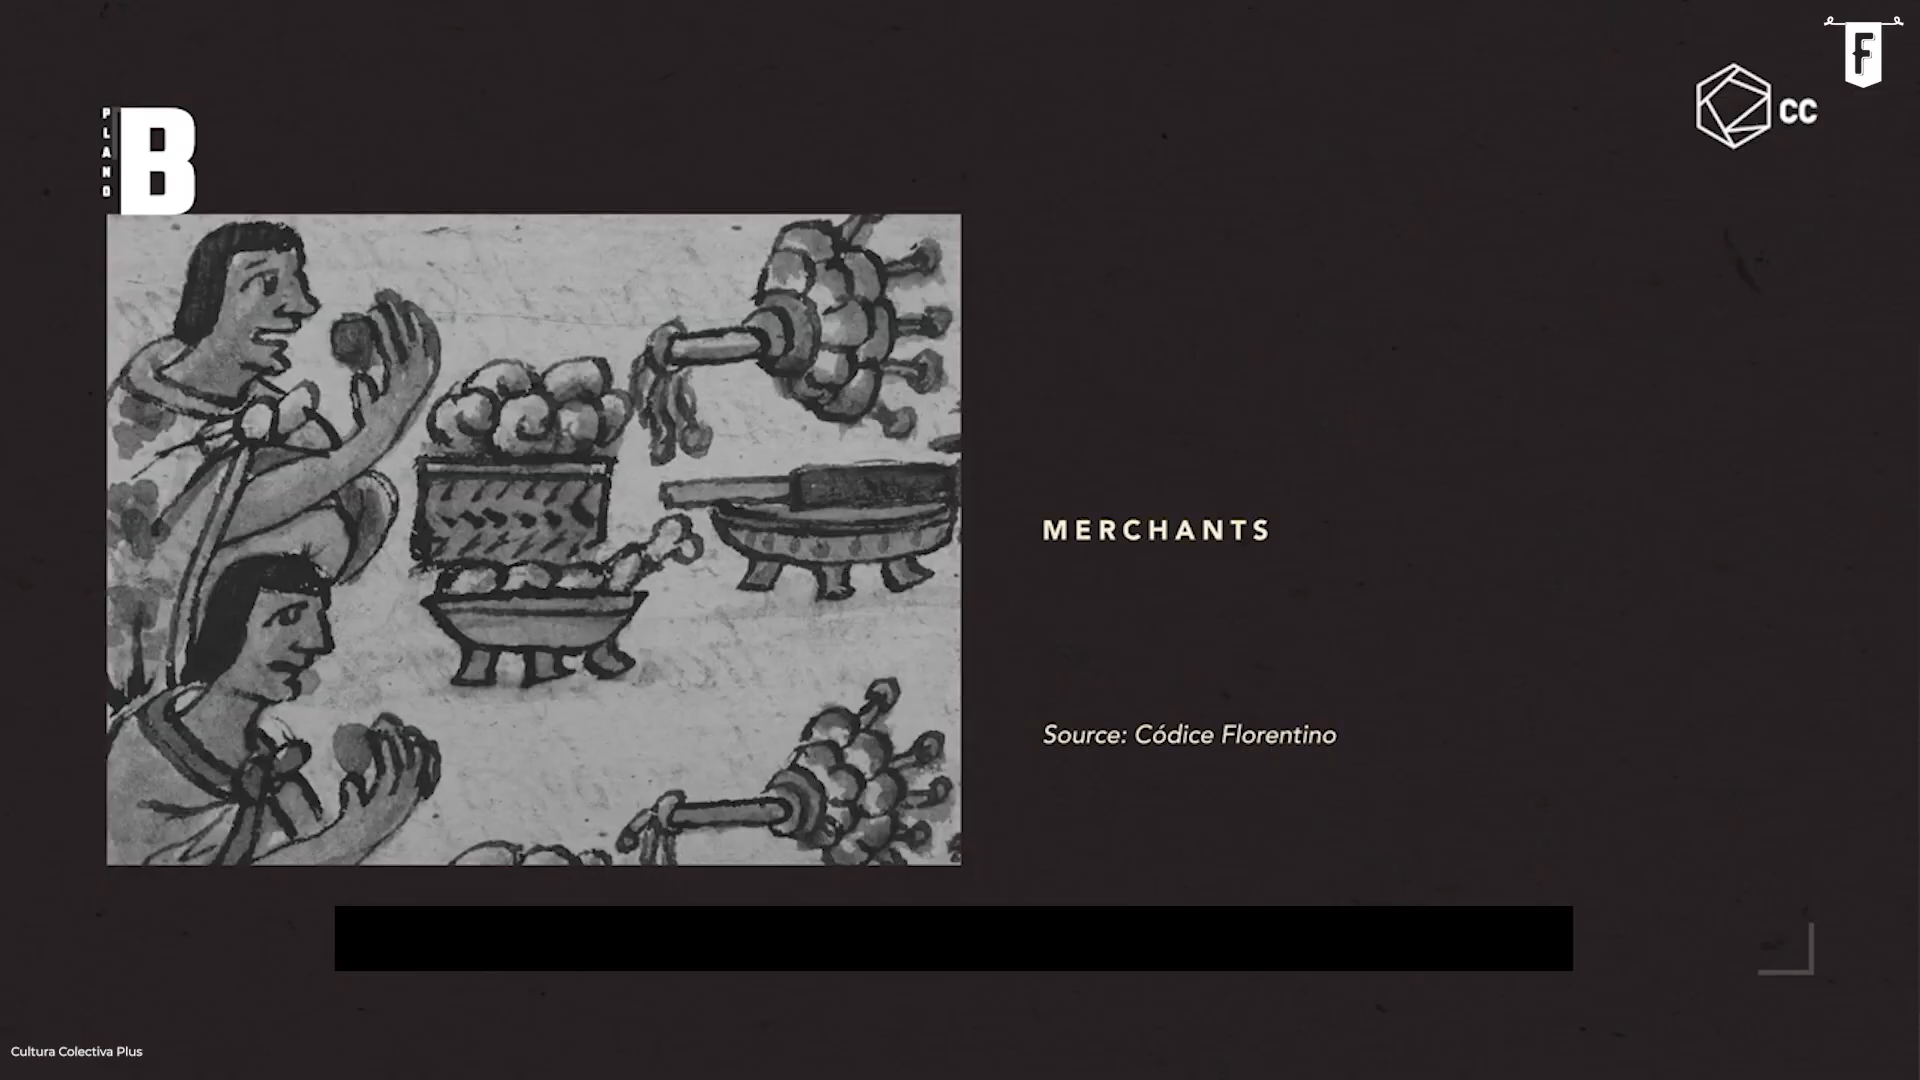 F
CC
PLANO
B
MERCHANTS
Source: Códice Florentino
Cultura Colectiva Plus